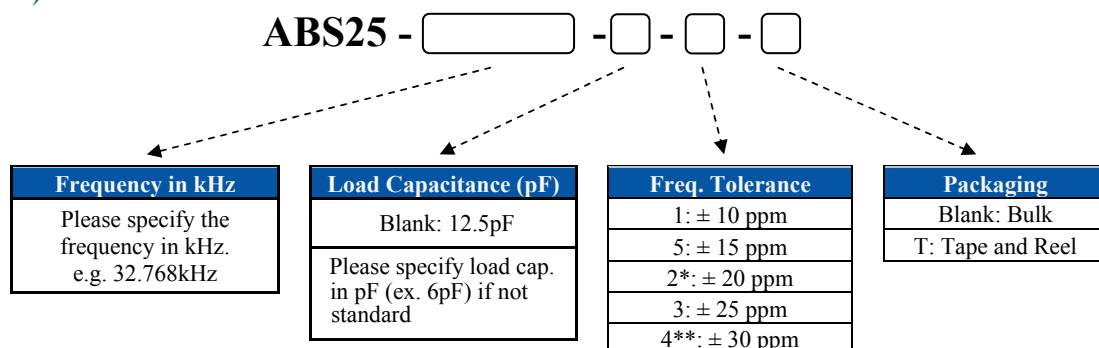 ABS25 - - - -
Frequency in kHz
Please specify the
frequency in kHz.
e.g. 32.768kHz
Load Capacitance (pF)
Blank: 12.5pF
Please specify load cap.
in pF (ex. 6pF) if not
standard
Freq. Tolerance
1: ± 10 ppm
5: ± 15 ppm
2*: ± 20 ppm
3: ± 25 ppm
4**: ± 30 ppm
Packaging
Blank: Bulk
T: Tape and Reel